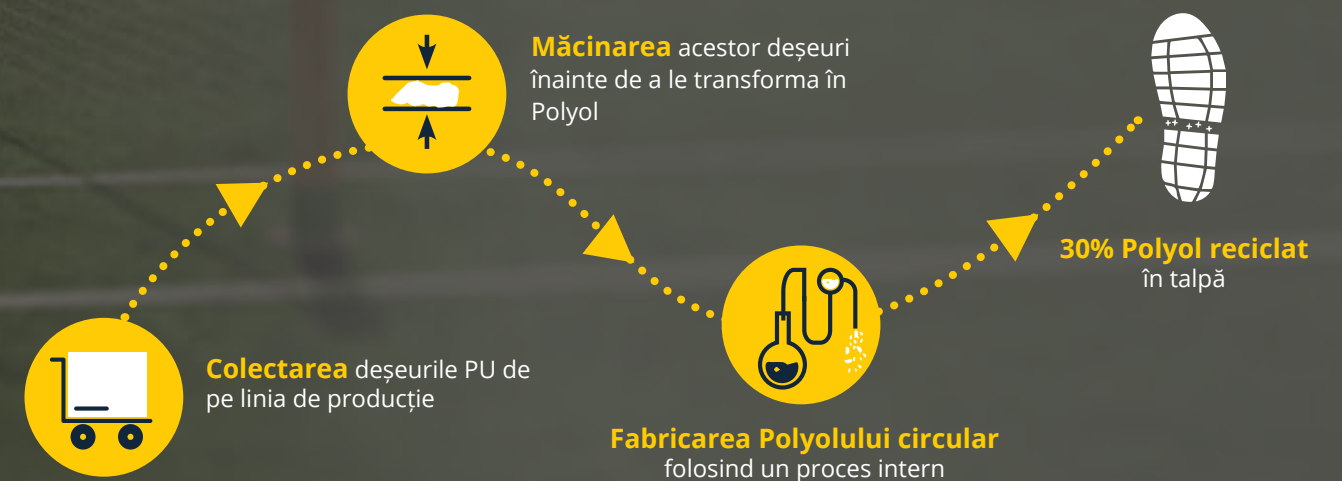 Colectarea deșeurile PU de
pe linia de producție
Măcinarea acestor deșeuri
înainte de a le transforma în
Polyol
Fabricarea Polyolului circular
folosind un proces intern
30% Polyol reciclat
în talpă